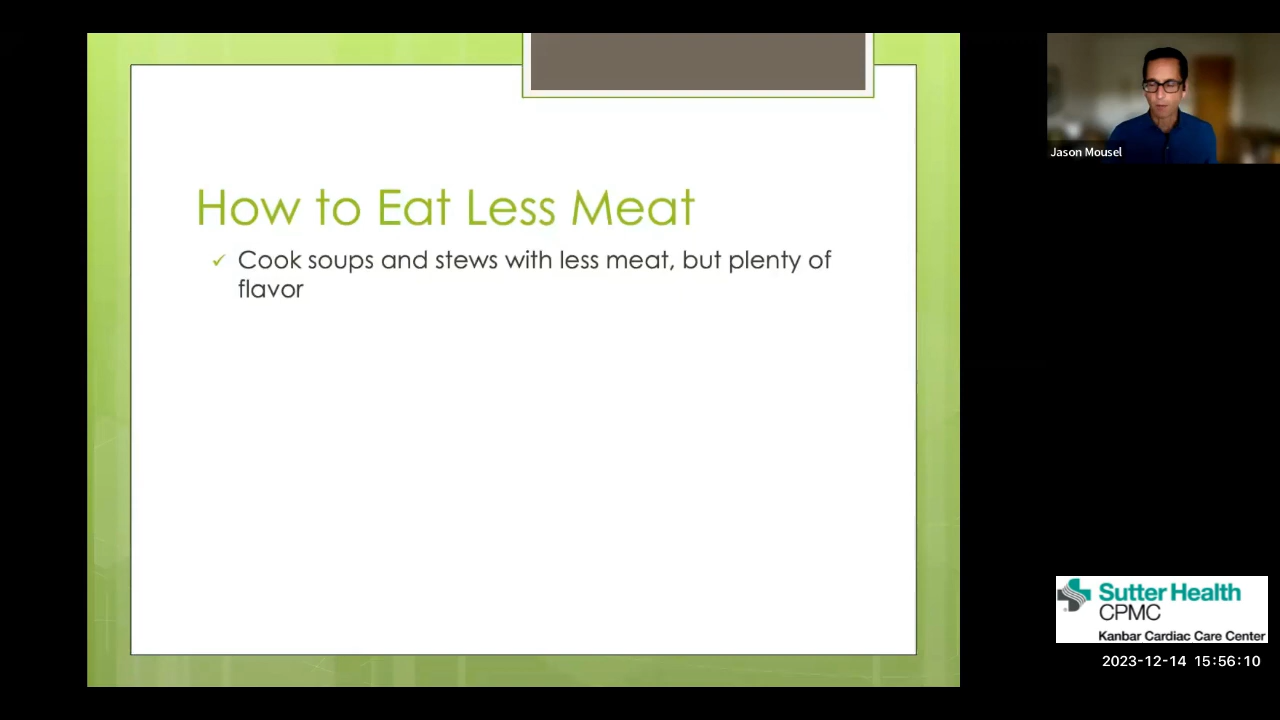 How to Eat Less Meat
✓ Cook soups and stews with less meat, but plenty of
flavor
Jason Mousel
Sutter Health
CPMC
Kanbar Cardiac Care Center
2023-12-14 15:56:10